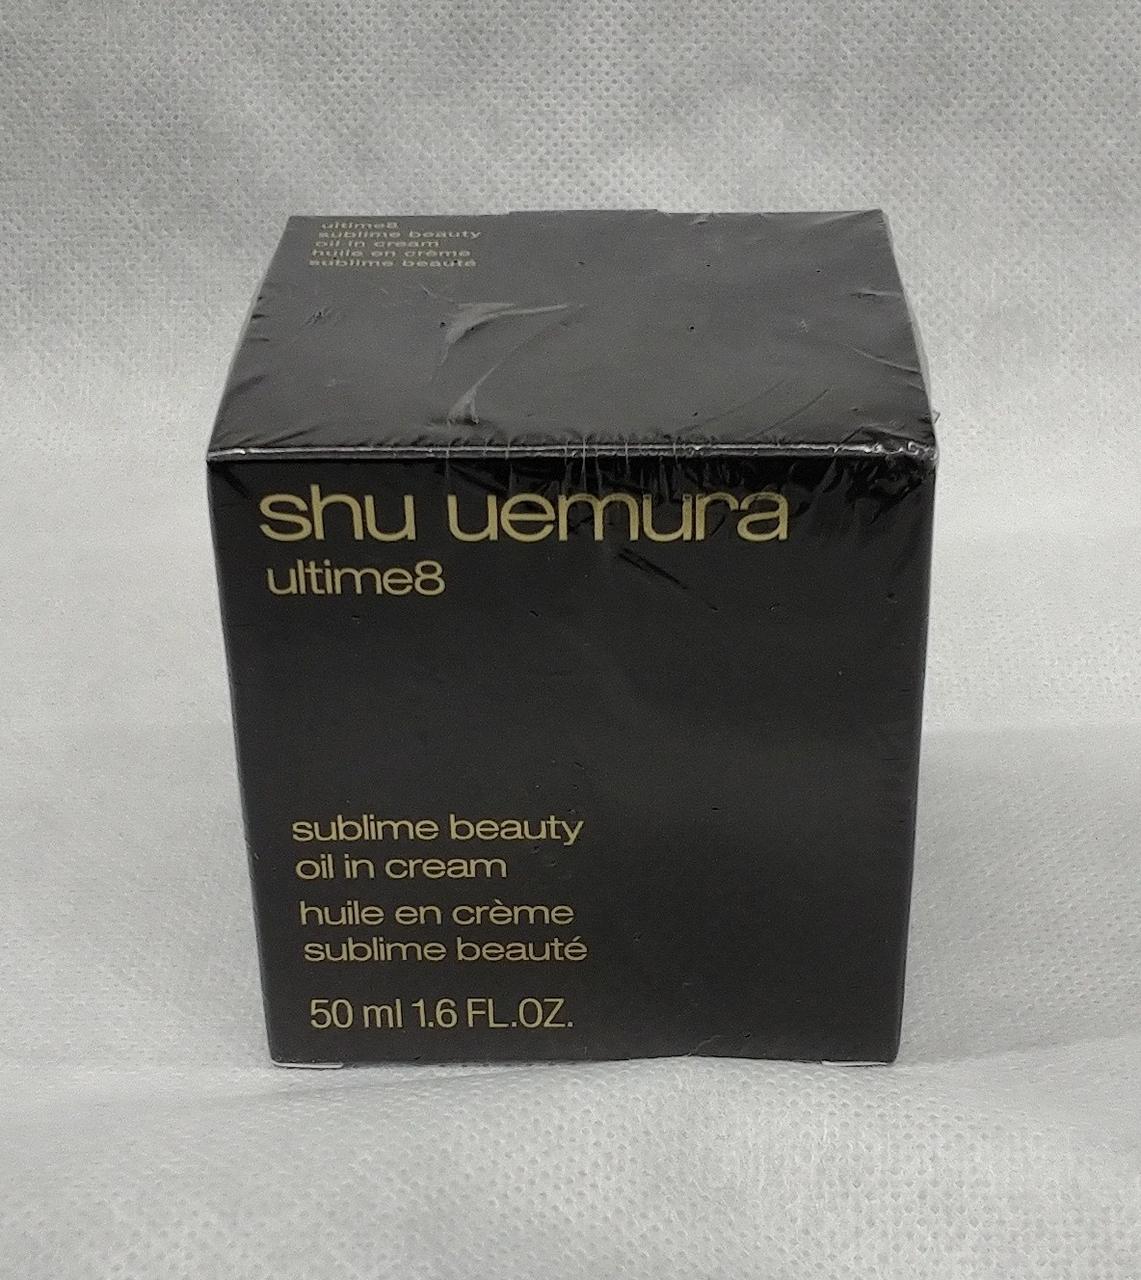 ultime8
sublime beauty
oil in cream
huile en crème
sublime beauté
shu uemura
ultime8
sublime beauty
oil in cream
huile en crème
sublime beauté
50 ml 1.6 FL.OZ.